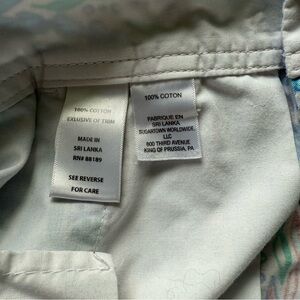 100% COTTON
EXLUSIVE OF TRIM
MADE IN
SRI LANKA
RN# 88189
SEE REVERSE
FOR CARE
100% COTON
FABRIQUE EN
SRI LANKA
SUGARTOWN WORLDWIDE,
LLC
800 THIRD AVENUE
KING OF PRUSSIA, PA